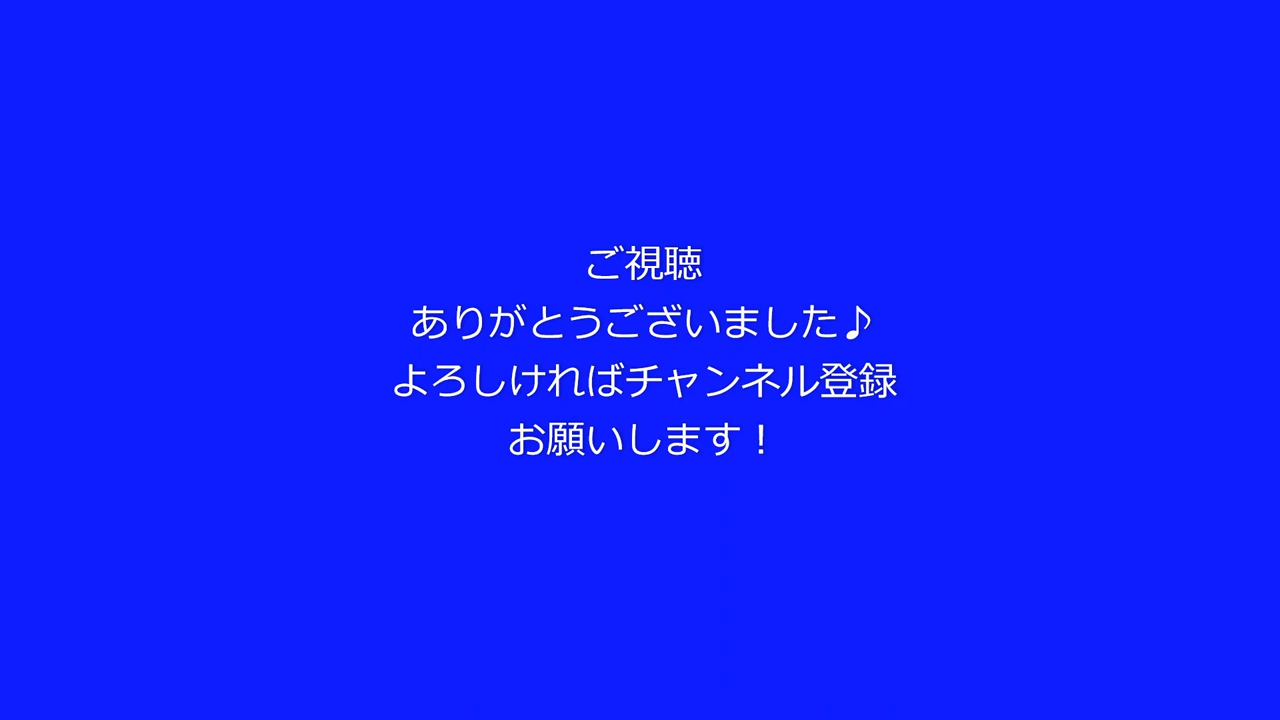 ご視聴
ありがとうございました♪
よろしければチャンネル登録
お願いします！